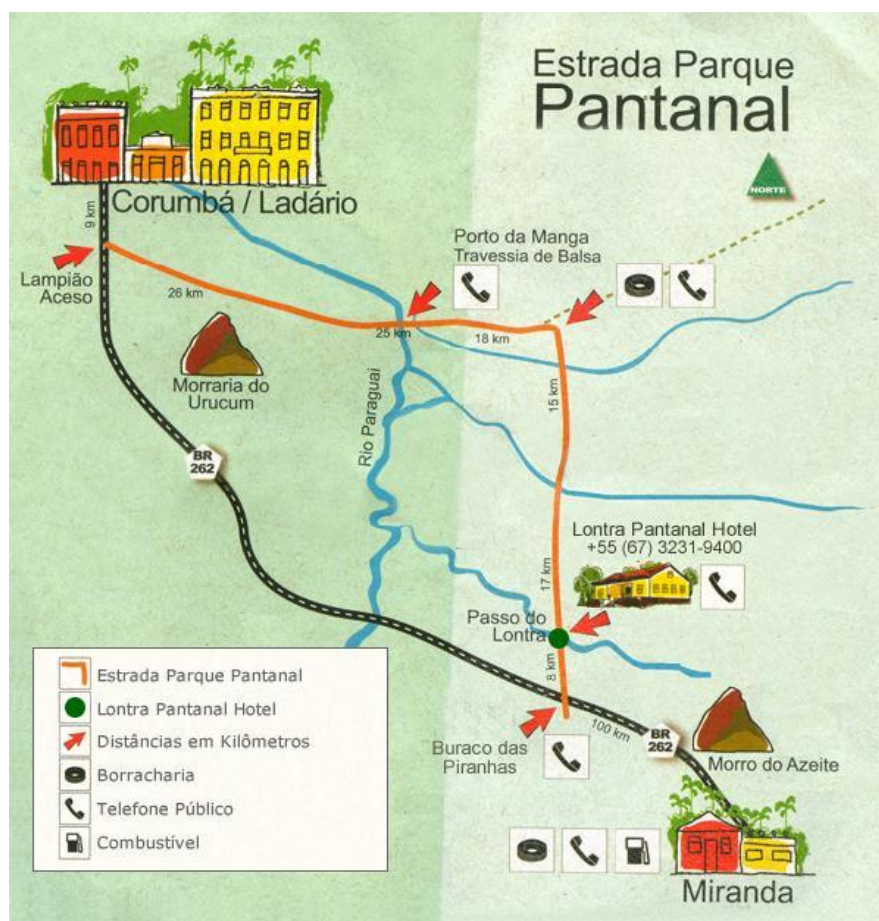 Estrada Parque
Pantanal
NORTE
Corumbá / Ladário
9 km
Porto da Manga
Travessia de Balsa
Lampião
Aceso
26 km
25 km
18 km
15 km
Morraria do
Urucum
Rio Paraguai
BR
262
Lontra Pantanal Hotel
+55 (67) 3231-9400
17 km
Passo do
Lontra
8 km
Estrada Parque Pantanal
Lontra Pantanal Hotel
Distâncias em Kilômetros
Borracharia
Telefone Público
Combustível
Buraco das
Piranhas
100 km
BR
262
Morro do Azeite
Miranda